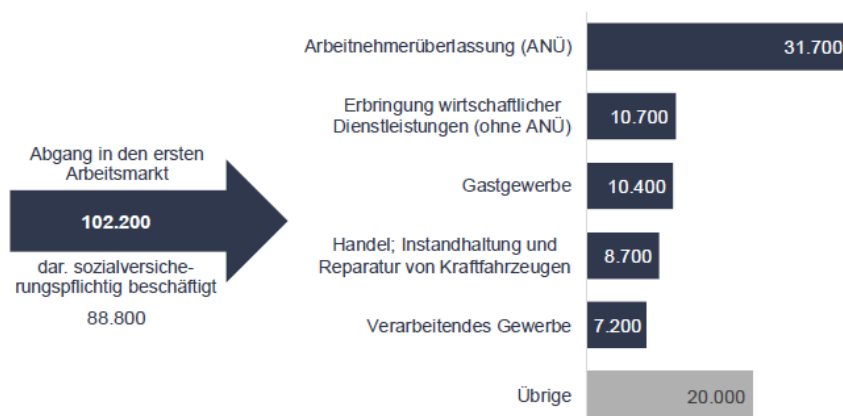 Abgang in den ersten
Arbeitsmarkt
102.200
dar. sozialversiche-
rungspflichtig beschäftigt
88.800
Arbeitnehmerüberlassung (ANÜ)
31.700
Erbringung wirtschaftlicher
Dienstleistungen (ohne ANÜ)
10.700
Gastgewerbe
10.400
Handel; Instandhaltung und
Reparatur von Kraftfahrzeugen
8.700
Verarbeitendes Gewerbe
7.200
Übrige
20.000